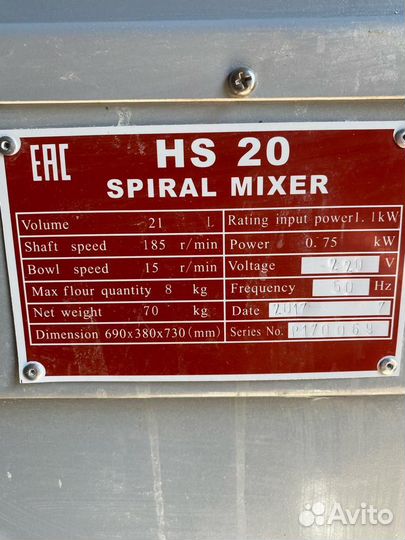 EAC
HS 20
SPIRAL MIXER
Volume 21 L
Shaft speed 185 r/min
Bowl speed 15 r/min
Max flour quantity 8 kg
Net weight 70 kg
Dimension 690x380x730(mm)
Rating input power1.1kW
Power 0.75 kW
Voltage ~220 V
Frequency 50 Hz
Date 2017 7
Series No. P170069
Avito